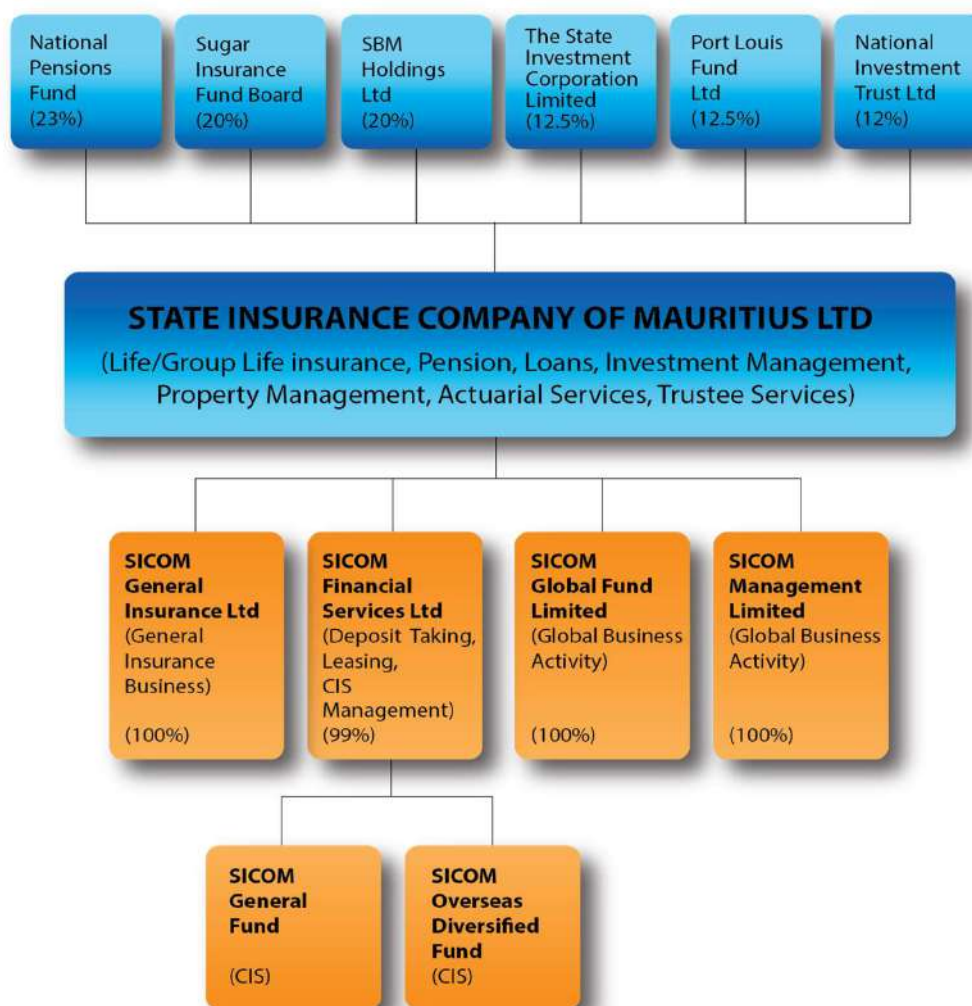 National
Pensions
Fund
(23%)
Sugar
Insurance
Fund Board
(20%)
SBM
Holdings
Ltd
(20%)
The State
Investment
Corporation
Limited
(12.5%)
Port Louis
Fund
Ltd
(12.5%)
National
Investment
Trust Ltd
(12%)
STATE INSURANCE COMPANY OF MAURITIUS LTD
(Life/Group Life insurance, Pension, Loans, Investment Management,
Property Management, Actuarial Services, Trustee Services)
SICOM
General
Insurance Ltd
(General
Insurance
Business)
(100%)
SICOM
Financial
Services Ltd
(Deposit Taking,
Leasing,
CIS
Management)
(99%)
SICOM
Global Fund
Limited
(Global Business
Activity)
(100%)
SICOM
Management
Limited
(Global Business
Activity)
(100%)
SICOM
General
Fund
(CIS)
SICOM
Overseas
Diversified
Fund
(CIS)